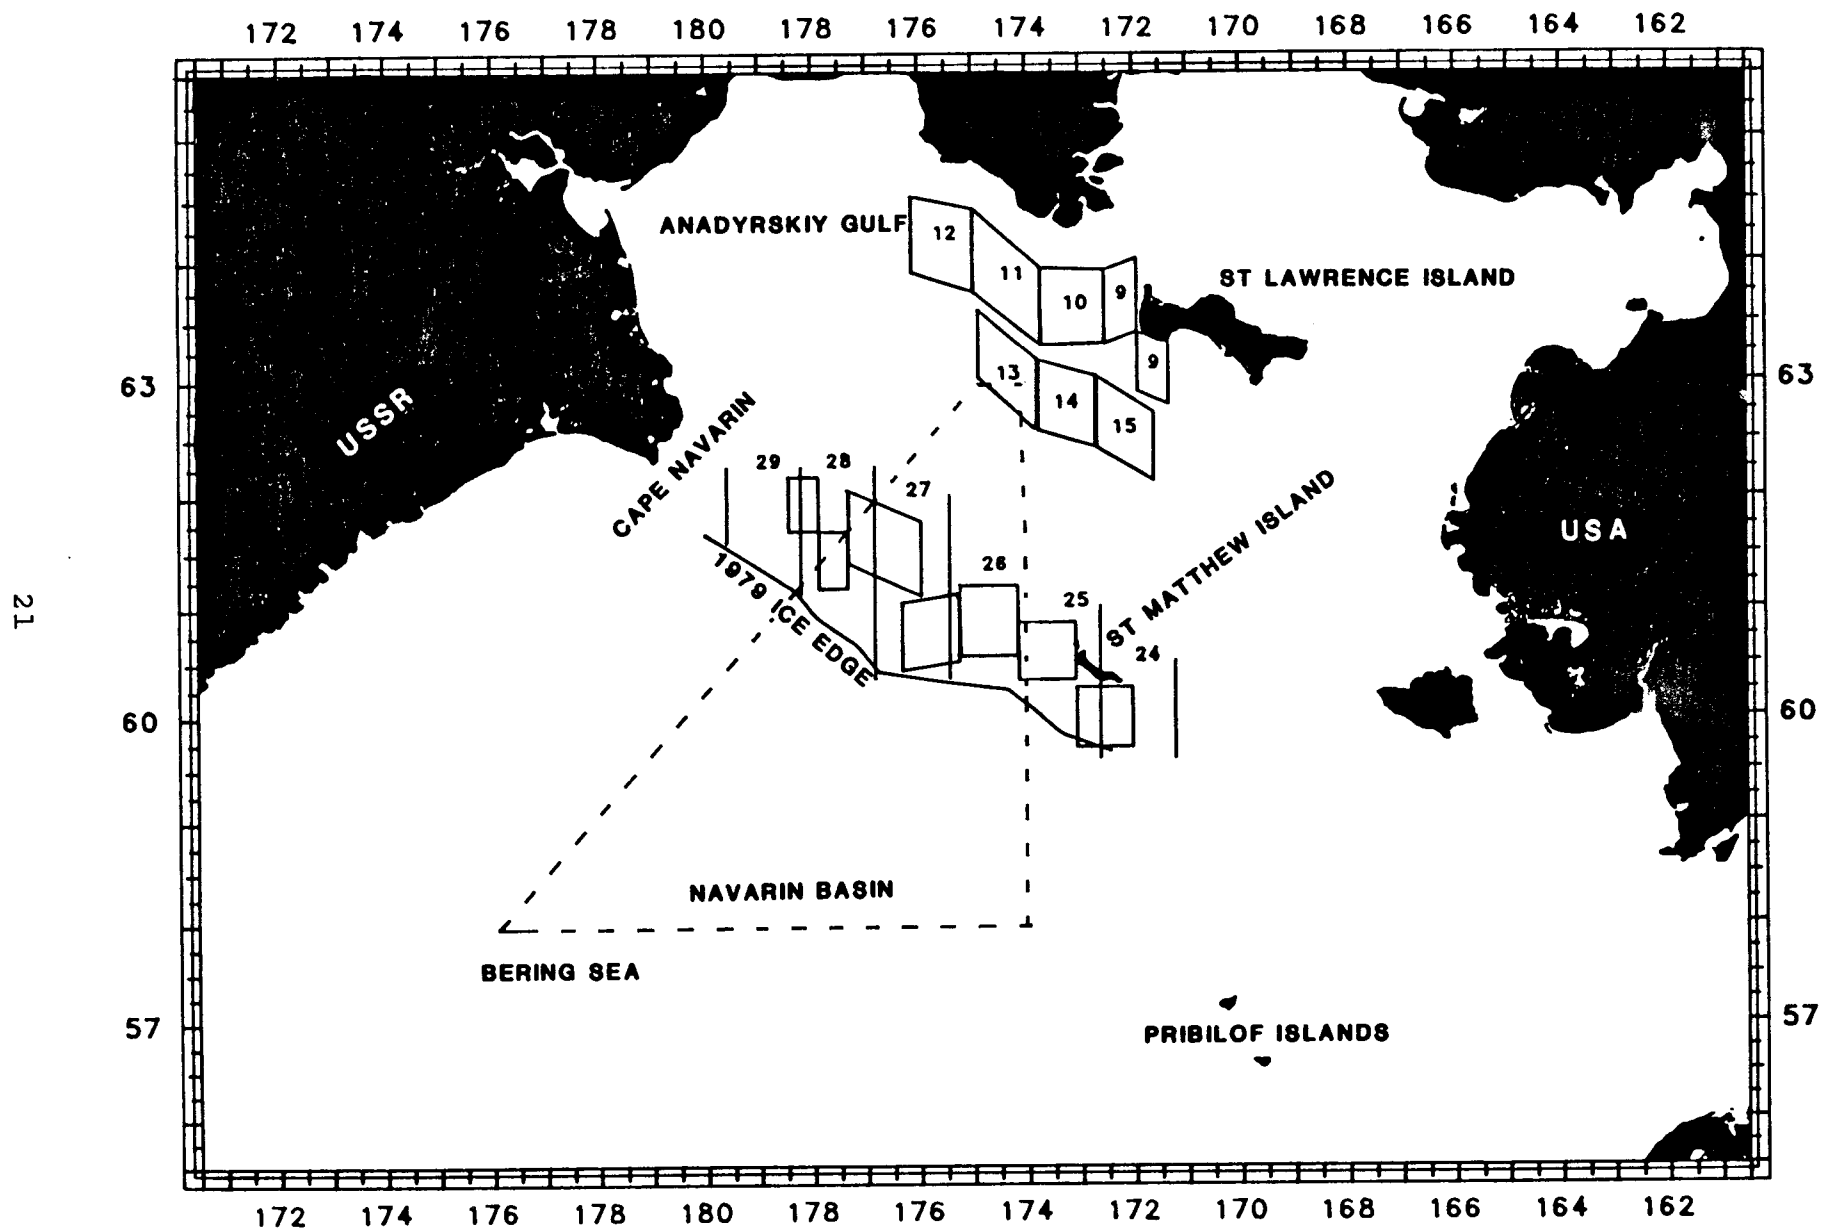 172 174 176 178 180 178 176 174 172 170 168 166 164 162
ANADYRSKIY GULF
12
11
10
9
ST LAWRENCE ISLAND
9
13
14
15
63
63
USSR
CAPE NAVARIN
29
28
27
26
25
24
ST MATTHEW ISLAND
USA
1979 ICE EDGE
21
60
60
NAVARIN BASIN
BERING SEA
57
57
PRIBILOF ISLANDS
172 174 176 178 180 178 176 174 172 170 168 166 164 162